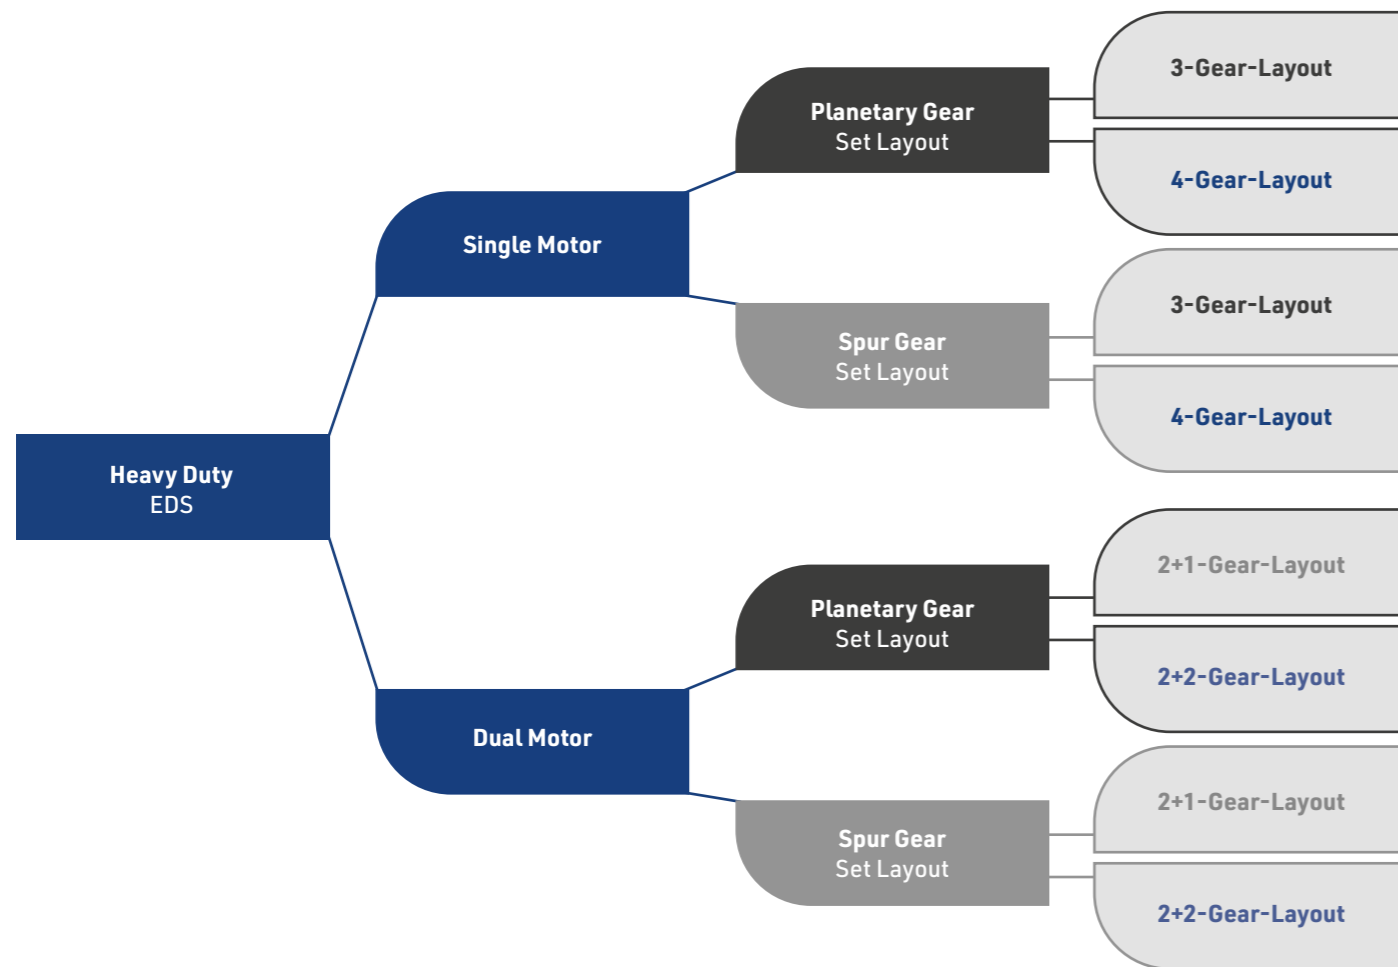 Heavy Duty
EDS
Single Motor
Planetary Gear
Set Layout
3-Gear-Layout
4-Gear-Layout
Spur Gear
Set Layout
3-Gear-Layout
4-Gear-Layout
Dual Motor
Planetary Gear
Set Layout
2+1-Gear-Layout
2+2-Gear-Layout
Spur Gear
Set Layout
2+1-Gear-Layout
2+2-Gear-Layout